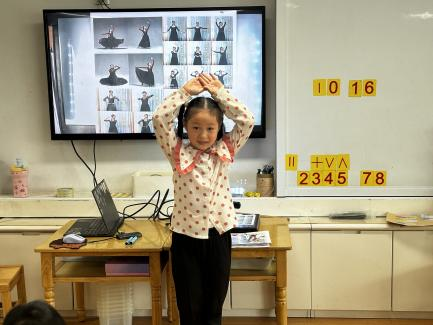 10 16
= + ∨ ∧
2345 78